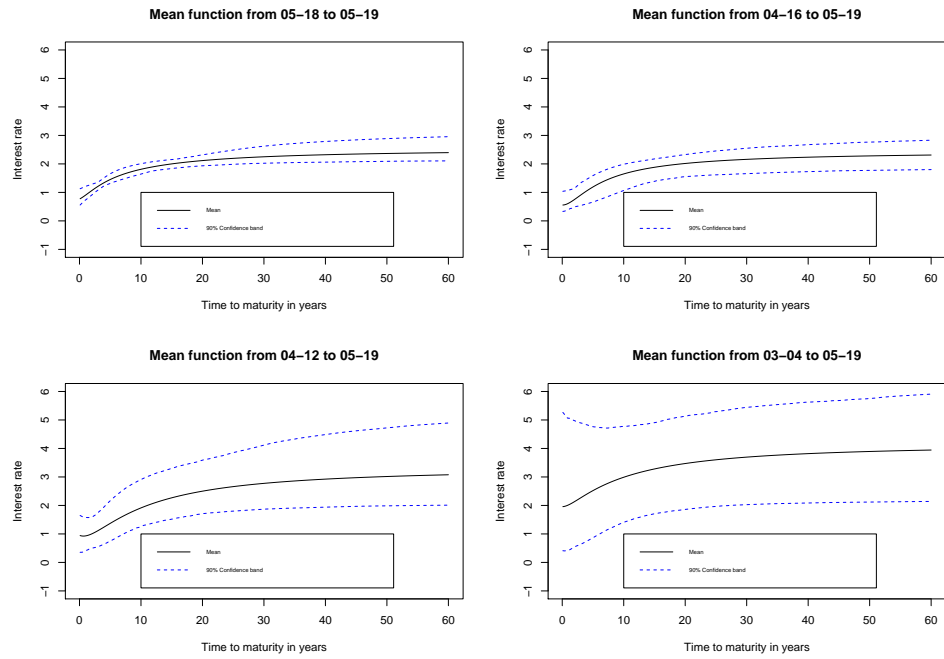 Mean function from 05−18 to 05−19
Interest rate
6
5
4
3
2
1
0
−1
Mean
90% Confidence band
0 10 20 30 40 50 60
Time to maturity in years
Mean function from 04−16 to 05−19
Interest rate
6
5
4
3
2
1
0
−1
Mean
90% Confidence band
0 10 20 30 40 50 60
Time to maturity in years
Mean function from 04−12 to 05−19
Interest rate
6
5
4
3
2
1
0
−1
Mean
90% Confidence band
0 10 20 30 40 50 60
Time to maturity in years
Mean function from 03−04 to 05−19
Interest rate
6
5
4
3
2
1
0
−1
Mean
90% Confidence band
0 10 20 30 40 50 60
Time to maturity in years